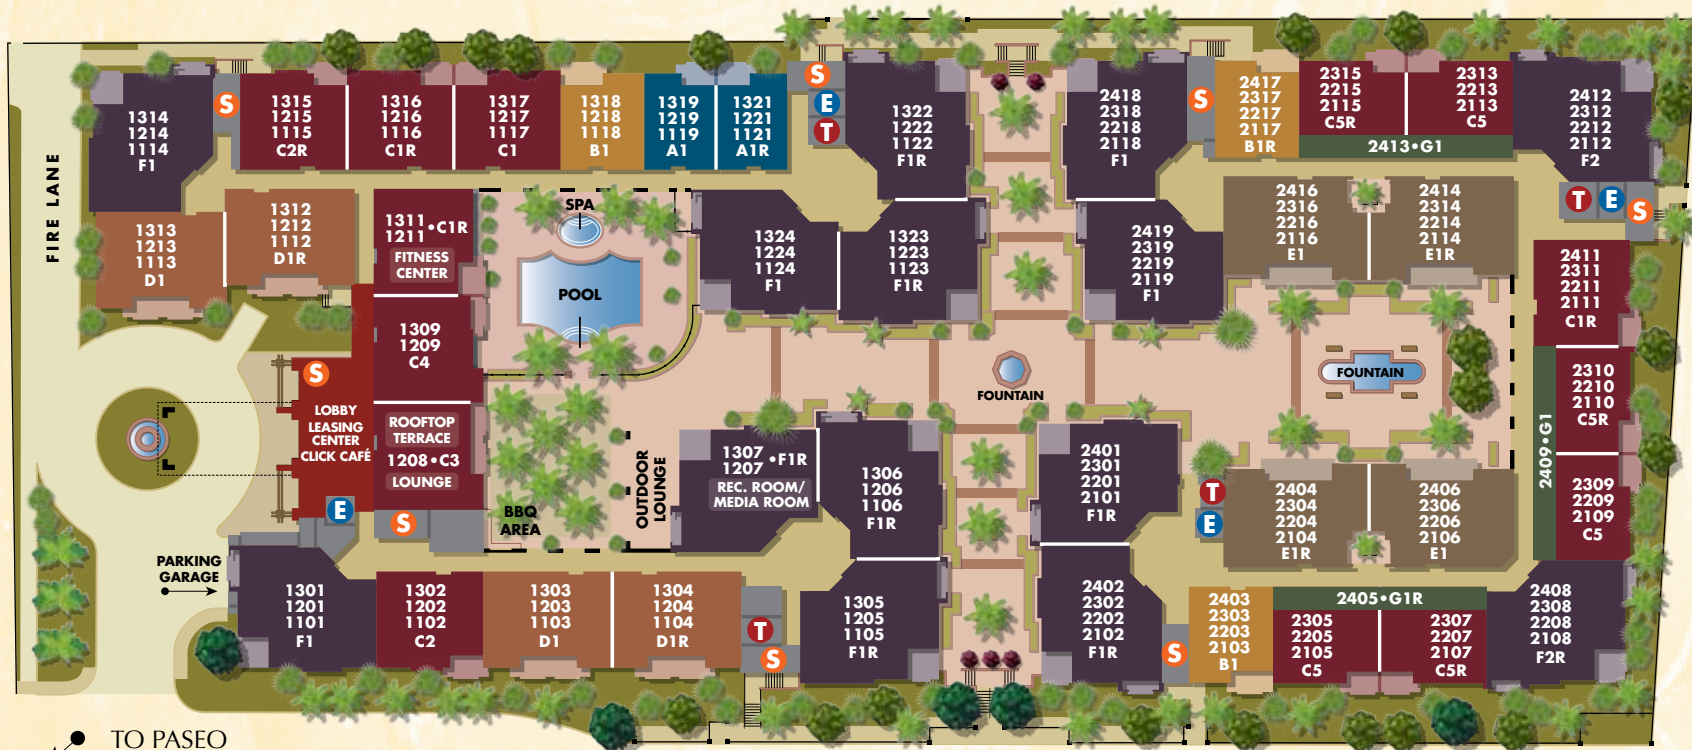 FIRE LANE
1314
1214
1114
F1
S
1315
1215
1115
C2R
1316
1216
1116
C1R
1317
1217
1117
C1
1318
1218
1118
B1
1319
1219
1119
A1
1321
1221
1121
A1R
S
E
T
1322
1222
1122
F1R
2418
2318
2218
2118
F1
S
2417
2317
2217
2117
B1R
2315
2215
2115
C5R
2313
2213
2113
C5
2413•G1
2412
2312
2212
2112
F2
T
E
S
1313
1213
1113
D1
1312
1212
1112
D1R
1311
1211 •C1R
FITNESS
CENTER
SPA
POOL
1324
1224
1124
F1
1323
1223
1123
F1R
2419
2319
2219
2119
F1
2416
2316
2216
2116
E1
2414
2314
2214
2114
E1R
2411
2311
2211
2111
C1R
1309
1209
C4
S
LOBBY
LEASING
CENTER
CLICK CAFÉ
ROOFTOP
TERRACE
1208•C3
LOUNGE
E
S
BBQ
AREA
OUTDOOR
LOUNGE
FOUNTAIN
FOUNTAIN
2310
2210
2110
C5R
2409•G1
2309
2209
2109
C5
1307
1207 •F1R
REC. ROOM/
MEDIA ROOM
1306
1206
1106
F1R
2401
2301
2201
2101
F1R
T
E
2404
2304
2204
2104
E1R
2406
2306
2206
2106
E1
PARKING
GARAGE
1301
1201
1101
F1
1302
1202
1102
C2
1303
1203
1103
D1
1304
1204
1104
D1R
T
S
1305
1205
1105
F1R
2402
2302
2202
2102
F1R
S
2403
2303
2203
2103
B1
2405•G1R
2305
2205
2105
C5
2307
2207
2107
C5R
2408
2308
2208
2108
F2R
TO PASEO